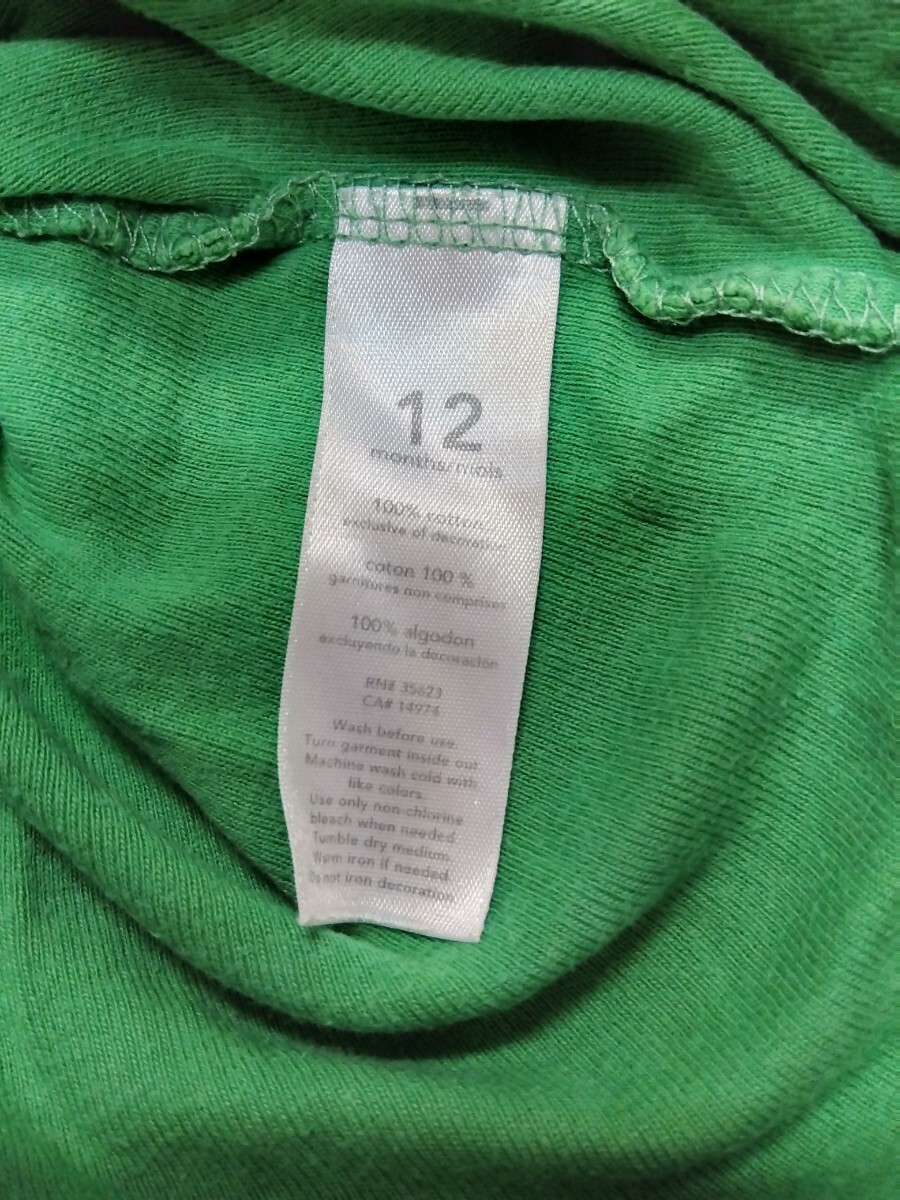 12
months/mois
100% cotton
exclusive of decoration
coton 100 %
garnitures non comprises
100% algodon
excluyendo la decoración
RN# 35623
CA# 14974
Wash before use.
Turn garment inside out
Machine wash cold with
like colors.
Use only non-chlorine
bleach when needed
Tumble dry medium.
Warm iron if needed.
Do not iron decoration.